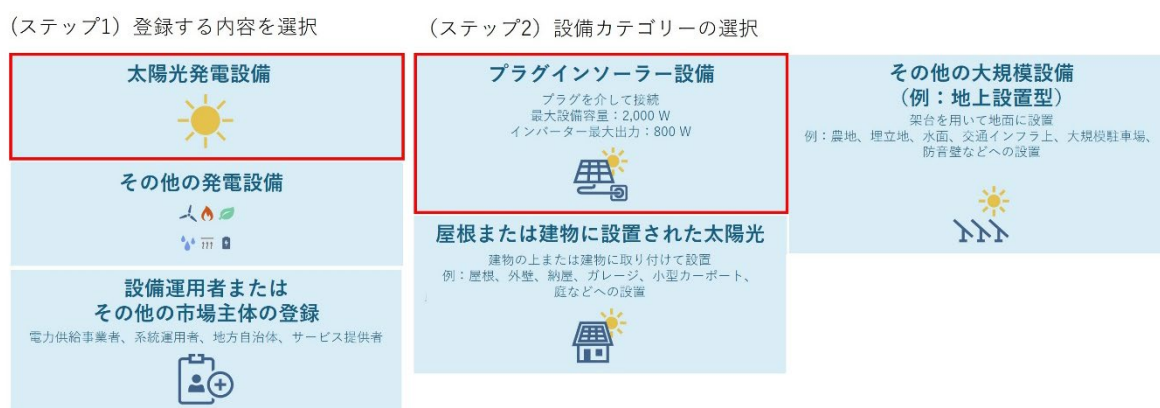 (ステップ1）登録する内容を選択
太陽光発電設備
その他の発電設備
設備運用者または
その他の市場主体の登録
電力供給事業者、系統運用者、地方自治体、サービス提供者
(ステップ2）設備カテゴリーの選択
プラグインソーラー設備
プラグを介して接続
最大設備容量：2,000 W
インバーター最大出力：800 W
屋根または建物に設置された太陽光
建物の上または建物に取り付けて設置
例：屋根、外壁、納屋、ガレージ、小型カーポート、
庭などへの設置
その他の大規模設備
（例：地上設置型）
架台を用いて地面に設置
例：農地、埋立地、水面、交通インフラ上、大規模駐車場、
防音壁などへの設置